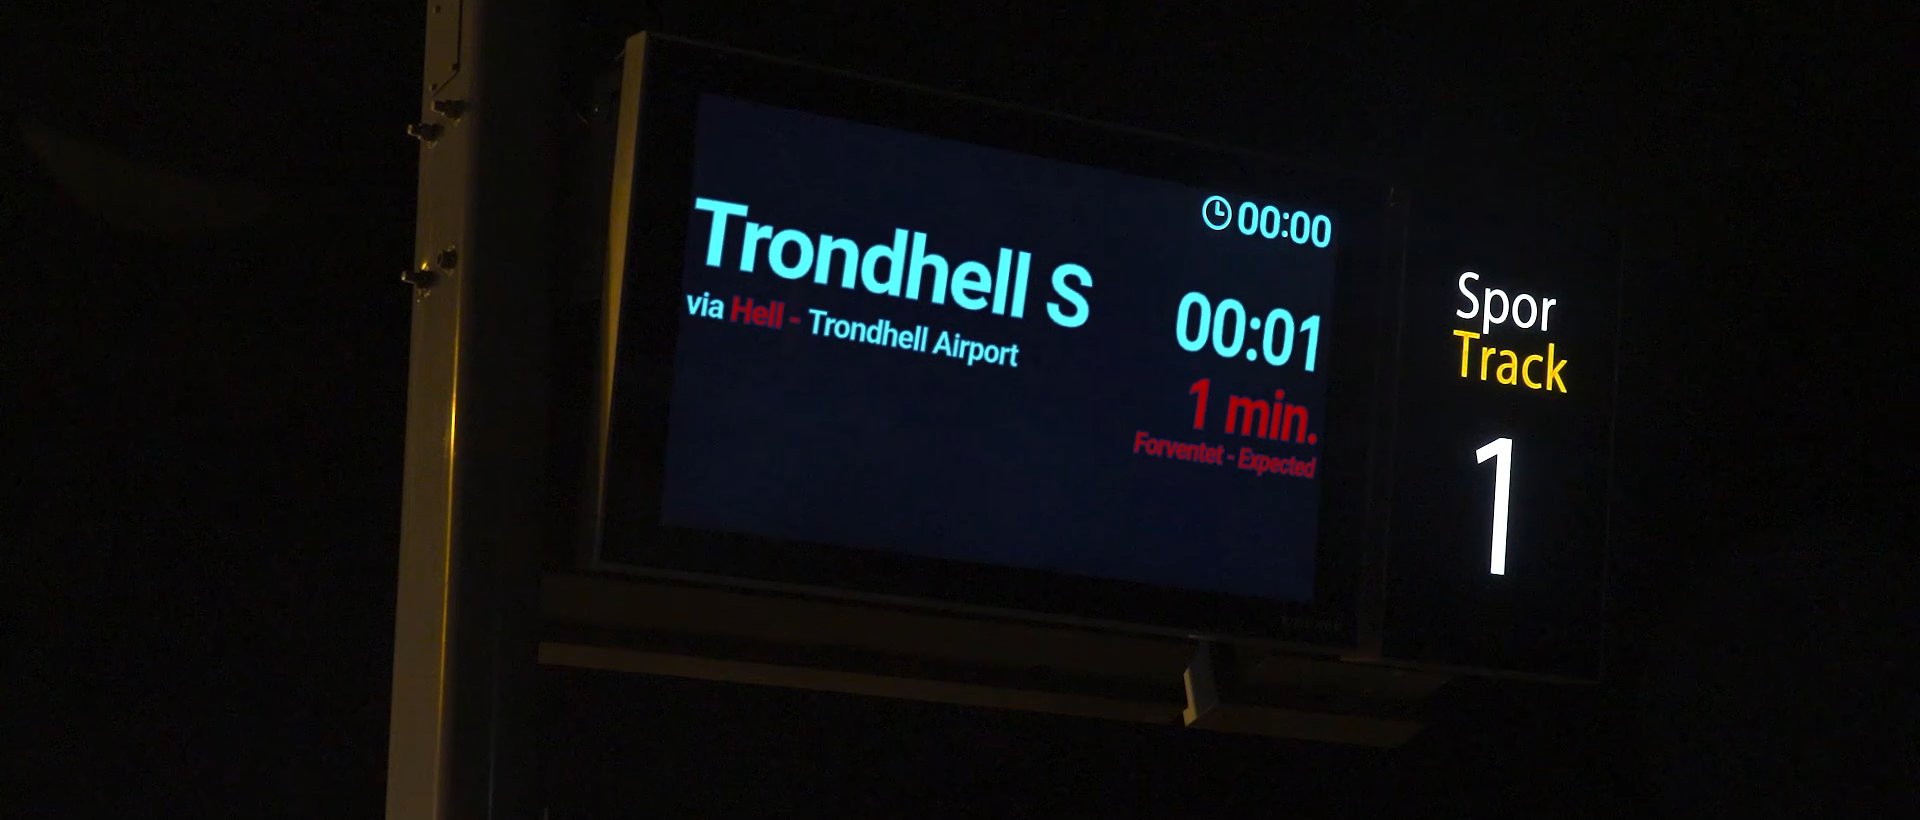 00:00
Trondhell S
00:01
via Hell - Trondhell Airport
1 min.
Forventet - Expected
Spor
Track
1